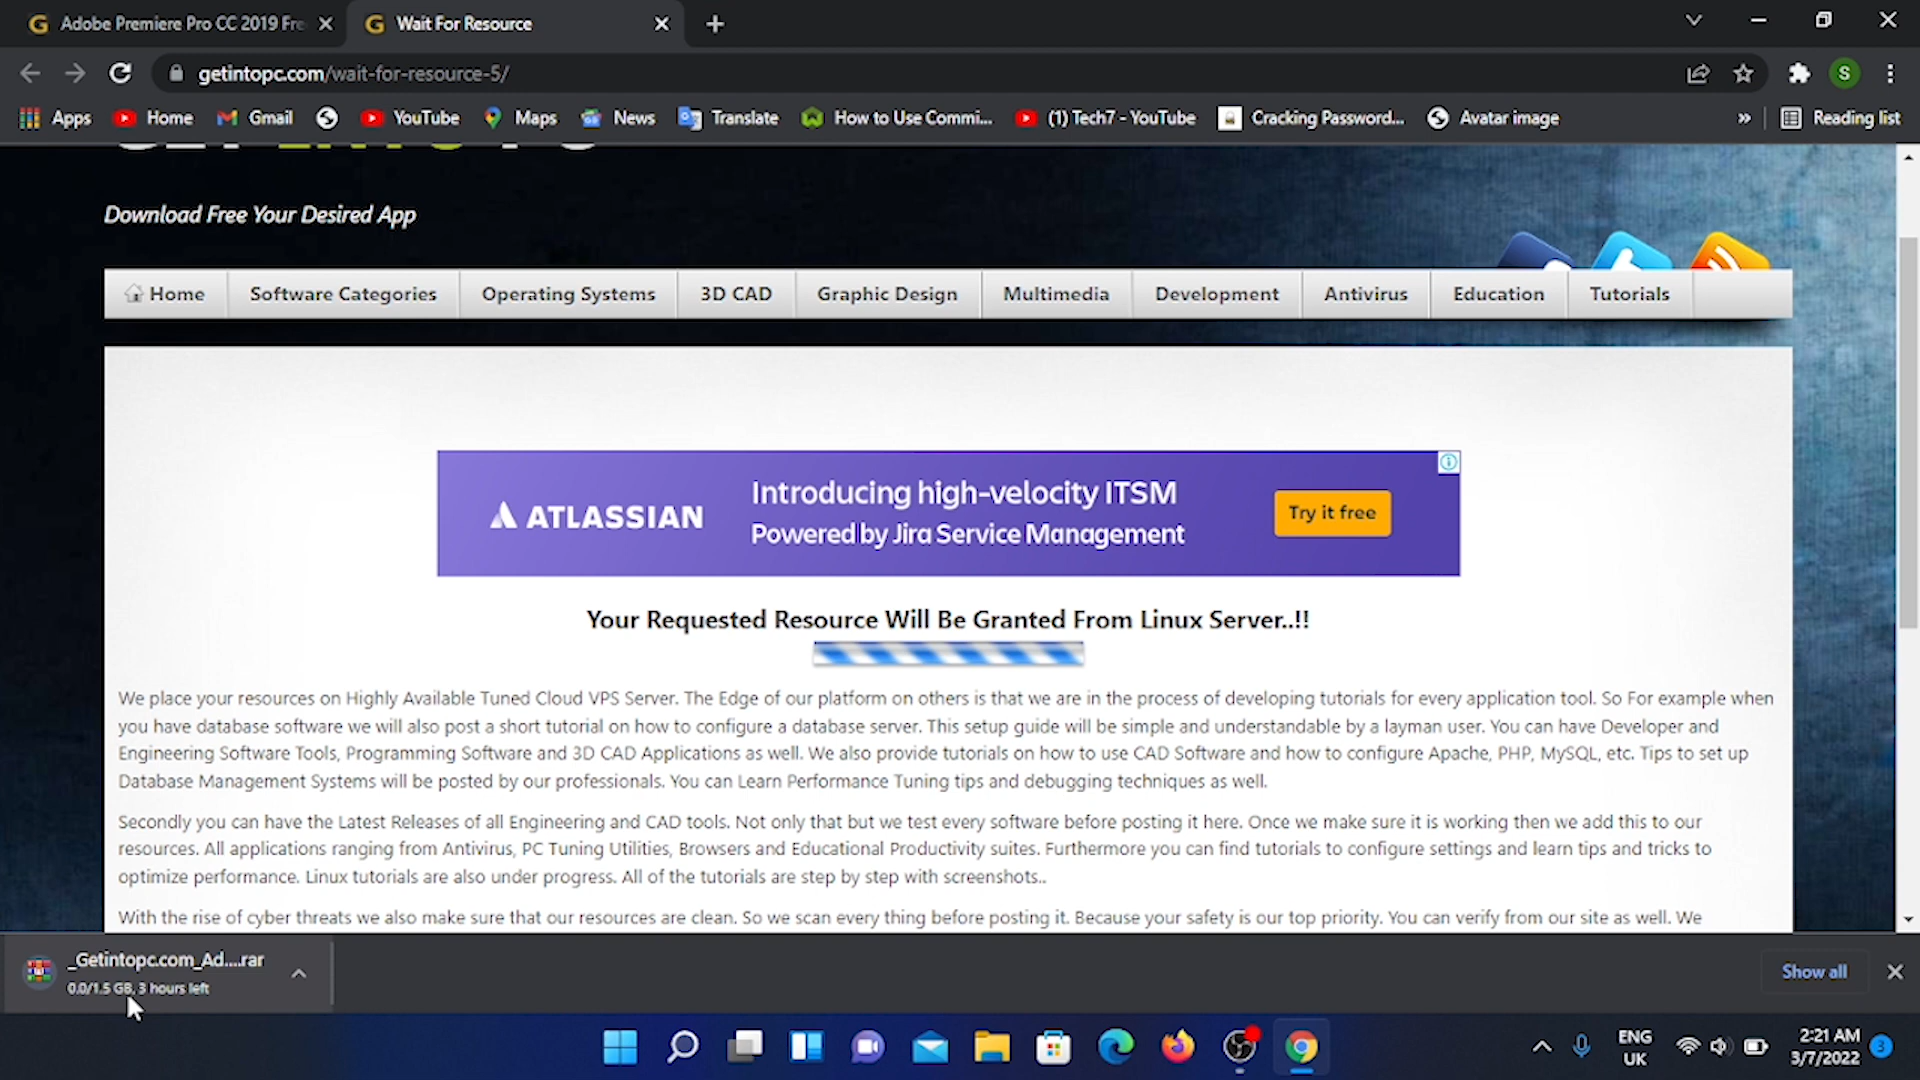 Adobe Premiere Pro CC 2019 Fre
Wait For Resource
getintopc.com/wait-for-resource-5/
Apps
Home
Gmail
YouTube
Maps
News
Translate
How to Use Commi...
(1) Tech7 - YouTube
Cracking Password...
Avatar image
»
Reading list
S
Download Free Your Desired App
Home
Software Categories
Operating Systems
3D CAD
Graphic Design
Multimedia
Development
Antivirus
Education
Tutorials
ATLASSIAN
Introducing high-velocity ITSM
Powered by Jira Service Management
Try it free
Your Requested Resource Will Be Granted From Linux Server..!!
We place your resources on Highly Available Tuned Cloud VPS Server. The Edge of our platform on others is that we are in the process of developing tutorials for every application tool. So For example when
you have database software we will also post a short tutorial on how to configure a database server. This setup guide will be simple and understandable by a layman user. You can have Developer and
Engineering Software Tools, Programming Software and 3D CAD Applications as well. We also provide tutorials on how to use CAD Software and how to configure Apache, PHP, MySQL, etc. Tips to set up
Database Management Systems will be posted by our professionals. You can Learn Performance Tuning tips and debugging techniques as well.
Secondly you can have the Latest Releases of all Engineering and CAD tools. Not only that but we test every software before posting it here. Once we make sure it is working then we add this to our
resources. All applications ranging from Antivirus, PC Tuning Utilities, Browsers and Educational Productivity suites. Furthermore you can find tutorials to configure settings and learn tips and tricks to
optimize performance. Linux tutorials are also under progress. All of the tutorials are step by step with screenshots..
With the rise of cyber threats we also make sure that our resources are clean. So we scan every thing before posting it. Because your safety is our top priority. You can verify from our site as well. We
_Getintopc.com_Ad....rar
0.0/1.5 GB, 3 hours left
Show all
ENG
UK
2:21 AM
3/7/2022
3